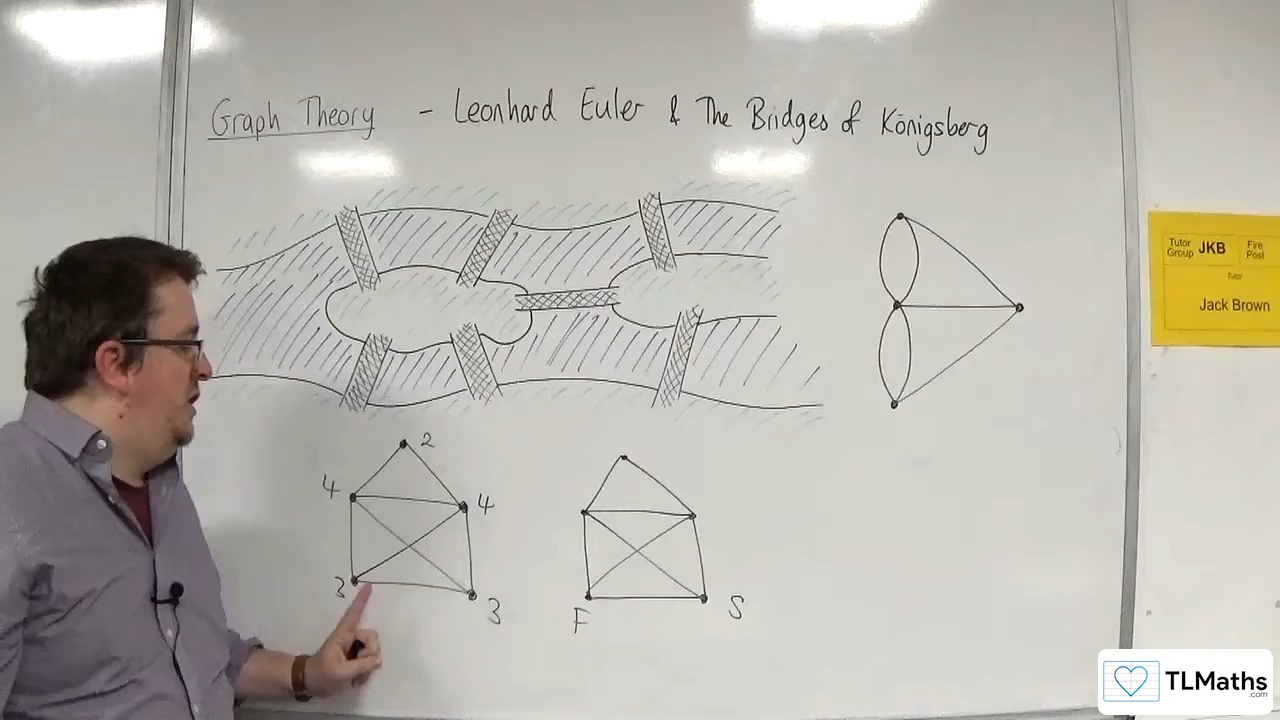 Graph Theory - Leonhard Euler & The Bridges of Königsberg
Tutor Group JKB Fire Post
Tutor
Jack Brown
2
4 4
3 3
F S
TLMaths